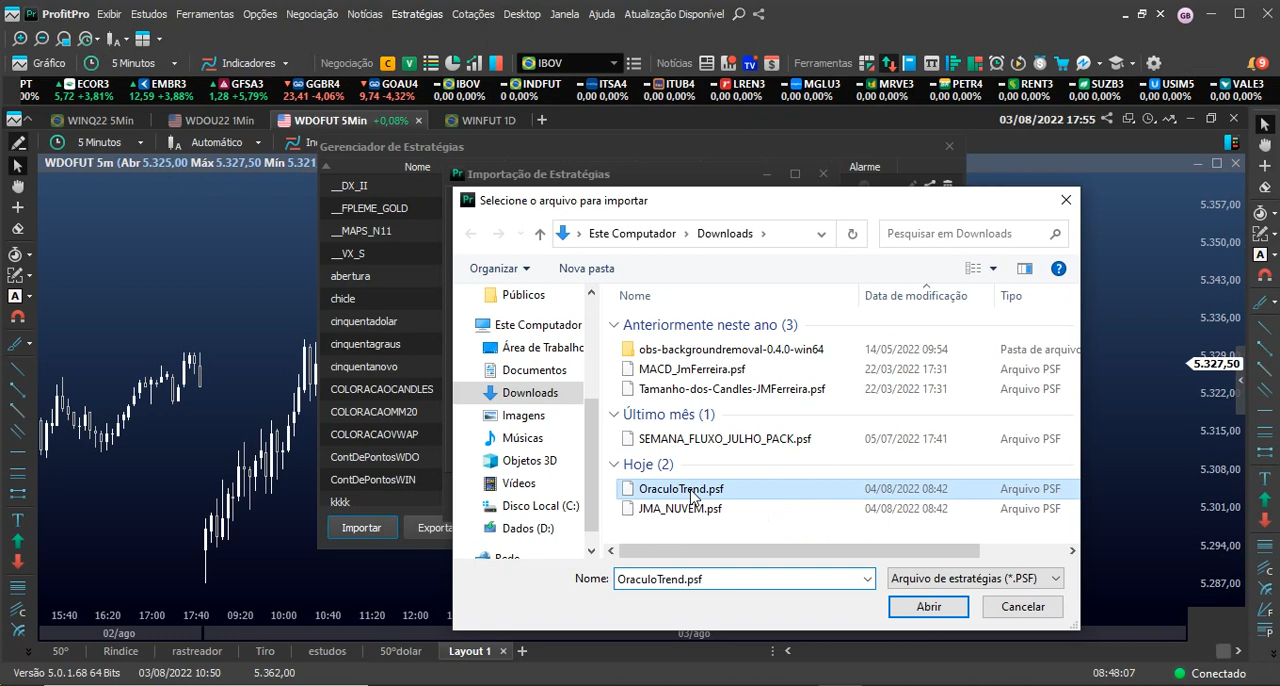 ProfitPro Exibir Estudos Ferramentas Opções Negociação Notícias Estratégias Cotações Desktop Janela Ajuda Atualização Disponível GB
Gráfico 5 Minutos Indicadores Negociação C V IBOV Notícias TV Ferramentas 9
PT ECOR3 EMBR3 GFSA3 GGBR4 GOAU4 IBOV INDFUT ITSA4 ITUB4 LREN3 MGLU3 MRVE3 PETR4 RENT3 SUZB3 USIM5 VALE3
0,00% 5,72 +3,81% 12,59 +3,88% 1,28 +5,79% 23,41 -4,06% 9,74 -4,32% 0,00 0,00% 0 0,00% 0,00 0,00% 0,00 0,00% 0,00 0,00% 0,00 0,00% 0,00 0,00% 0,00 0,00% 0,00 0,00% 0,00 0,00% 0,00 0,00% 0,00 0,00%
WINQ22 5Min WDOU22 1Min WDOFUT 5Min +0,08% WINFUT 1D 03/08/2022 17:55
5 Minutos Automático
WDOFUT 5m (Abr 5.325,00 Máx 5.327,50 Mín 5.31
Gerenciador de Estratégias
Nome
Alarme
__DX_II
__FPLEME_GOLD
__MAPS_N11
__VX_S
abertura
chicle
cinquentadolar
cinquentagraus
cinquentanovo
COLORACAOCANDLES
COLORACAOMM20
COLORACAOVWAP
ContDePontosWDO
ContDePontosWIN
kkkk
Importar
Exporta
Importação de Estratégias
Selecione o arquivo para importar
Este Computador Downloads
Pesquisar em Downloads
Organizar Nova pasta
Públicos
Este Computador
Área de Trabalho
Documentos
Downloads
Imagens
Músicas
Objetos 3D
Vídeos
Disco Local (C:)
Dados (D:)
Rede
Nome Data de modificação Tipo
Anteriormente neste ano (3)
obs-backgroundremoval-0.4.0-win64 14/05/2022 09:54 Pasta de arquivo
MACD_JmFerreira.psf 22/03/2022 17:31 Arquivo PSF
Tamanho-dos-Candles-JMFerreira.psf 22/03/2022 17:31 Arquivo PSF
Último mês (1)
SEMANA_FLUXO_JULHO_PACK.psf 05/07/2022 17:41 Arquivo PSF
Hoje (2)
OraculoTrend.psf 04/08/2022 08:42 Arquivo PSF
JMA_NUVEM.psf 04/08/2022 08:42 Arquivo PSF
Nome: OraculoTrend.psf Arquivo de estratégias (*.PSF)
Abrir Cancelar
5.357,00
5.350,00
5.343,00
5.336,00
5.329,00
5.327,50
5.322,00
5.315,00
5.308,00
5.301,00
5.294,00
5.287,00
15:40 16:20 17:00 17:40 09:20 10:00 10:40 11:20 12:00
02/ago 03/ago
50º Rindice rastreador Tiro estudos 50ºdolar Layout 1
Versão 5.0.1.68 64 Bits 03/08/2022 10:50 5.362,00 08:48:07 Conectado